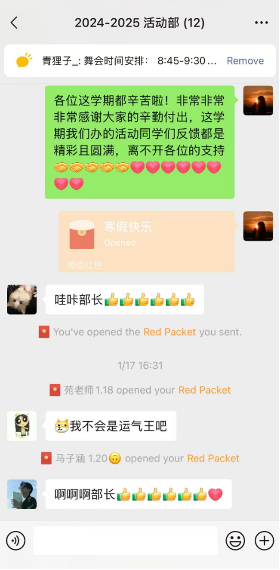 2024-2025 活动部 (12)
青狸子_: 舞会时间安排： 8:45-9:30... Remove
各位这学期都辛苦啦！非常非常
非常感谢大家的辛勤付出，这学
期我们办的活动同学们反馈都是
精彩且圆满，离不开各位的支持
🤝🤝🤝🤝🤝❤️❤️❤️❤️❤️❤️
❤️❤️
寒假快乐
Opened
微信红包
哇咔部长👍👍👍👍👍👍
You've opened the Red Packet you sent.
1/17 16:31
苑老师 1.18 opened your Red Packet
😹我不会是运气王吧
马子涵 1.20🙃 opened your Red Packet
啊啊啊部长👍👍👍👍👍❤️